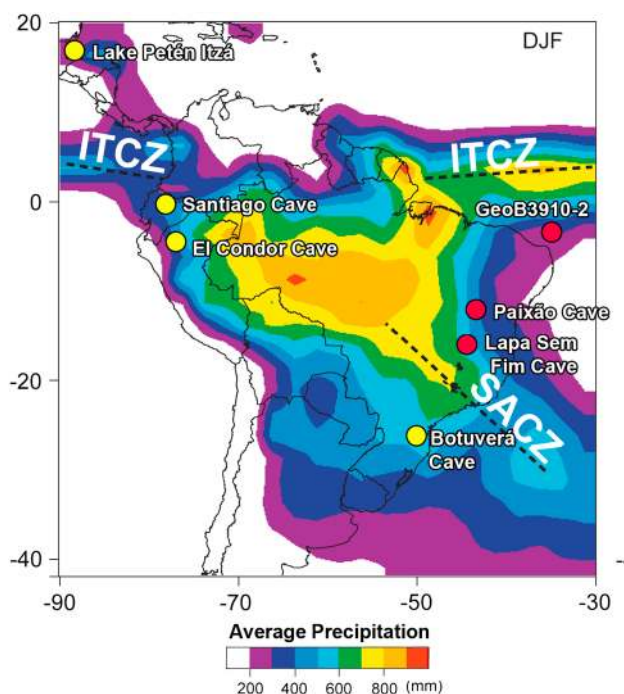 20
DJF
Lake Petén Itzá
10
ITCZ
ITCZ
0
Santiago Cave
GeoB3910-2
El Condor Cave
Paixão Cave
Lapa Sem
Fim Cave
-20
SACZ
Botuverá
Cave
-40
-90
-70
-50
-30
Average Precipitation
200
400
600
800
(mm)